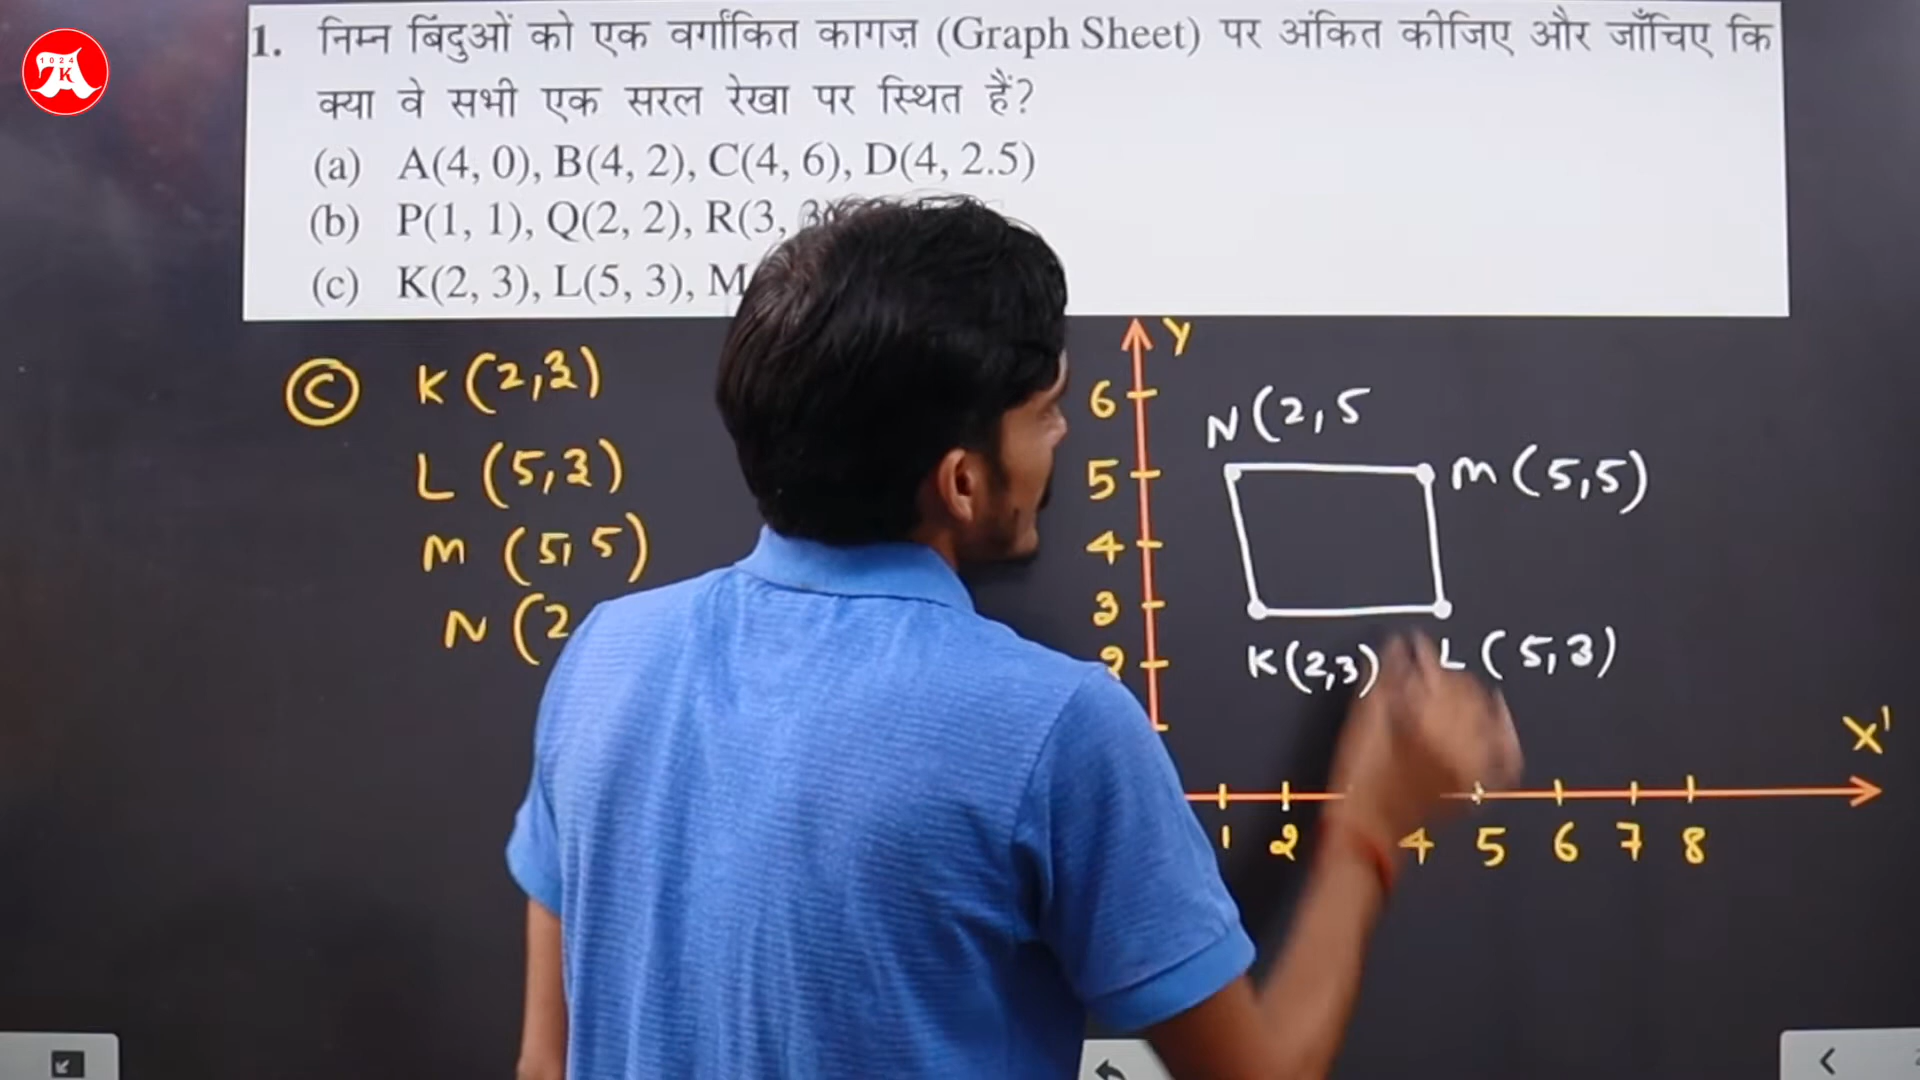 1024
K
1. निम्न बिंदुओं को एक वर्गांकित कागज़ (Graph Sheet) पर अंकित कीजिए और जाँचिए कि
क्या वे सभी एक सरल रेखा पर स्थित हैं?
(a) A(4, 0), B(4, 2), C(4, 6), D(4, 2.5)
(b) P(1, 1), Q(2, 2), R(3,
(c) K(2, 3), L(5, 3), M
C K (2,3)
L (5,3)
M (5,5)
N (2
Y
6
5
4
3
2
N (2,5
M (5,5)
K (2,3) L (5,3)
X'
1 2 4 5 6 7 8